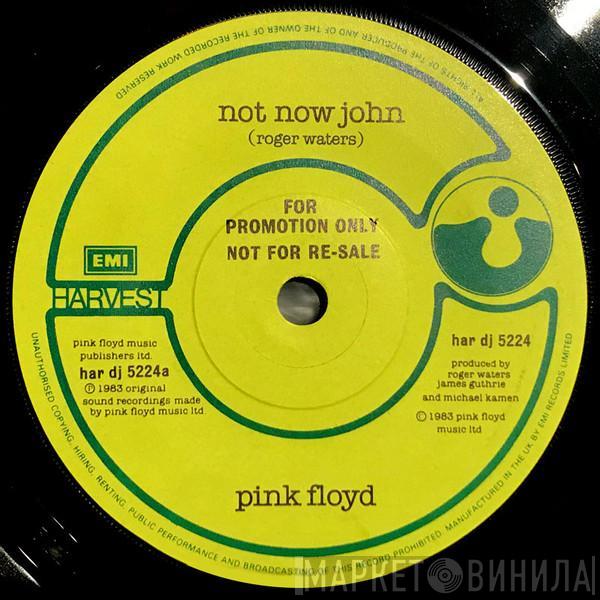 ALL RIGHTS OF THE PRODUCER AND OF THE OWNER OF THE RECORDED WORK RESERVED
not now john
(roger waters)
FOR
PROMOTION ONLY
NOT FOR RE-SALE
EMI
HARVEST
pink floyd music
publishers ltd.
har dj 5224a
Ⓟ 1983 original
sound recordings made
by pink floyd music ltd.
har dj 5224
produced by
roger waters
james guthrie
and michael kamen
© 1983 pink floyd
music ltd
pink floyd
UNAUTHORISED COPYING, HIRING, RENTING, PUBLIC PERFORMANCE AND BROADCASTING OF THIS RECORD PROHIBITED. MANUFACTURED IN THE UK BY EMI RECORDS LIMITED
МАРКЕТ ВИНИЛА